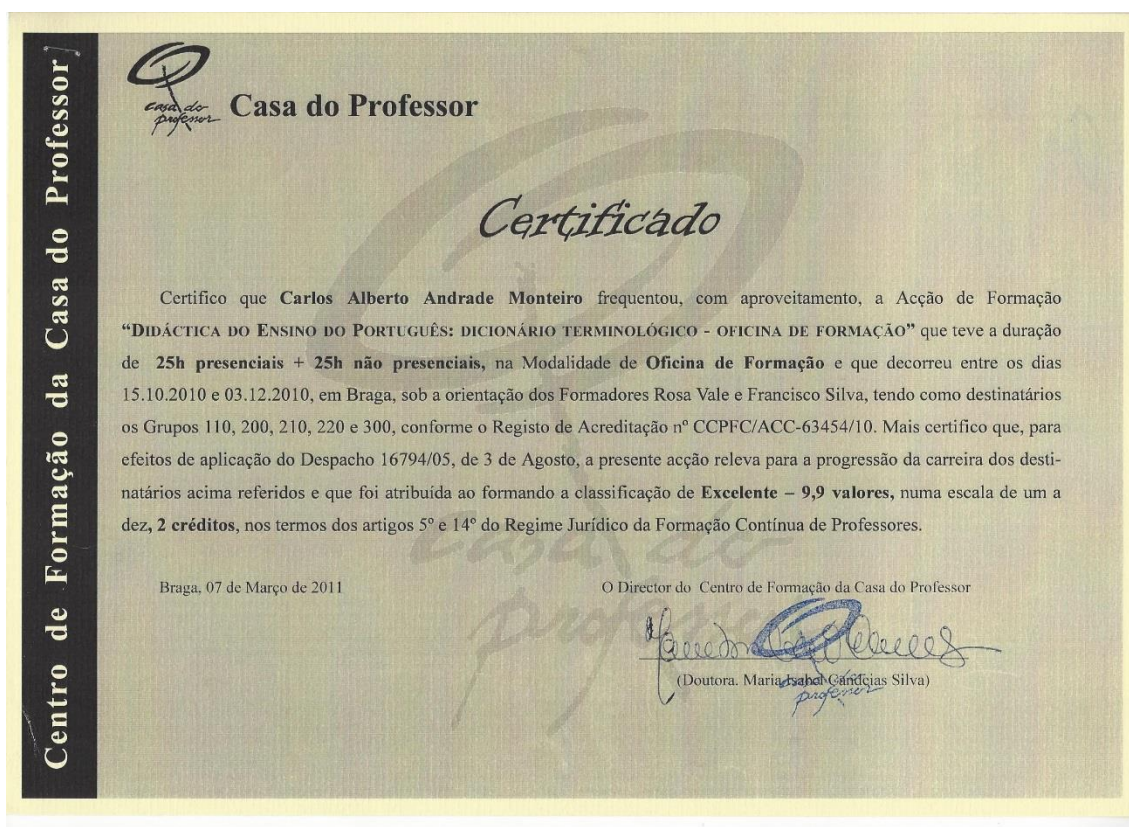 Centro de Formação da Casa do Professor
casa do
professor
Casa do Professor
Certificado
Certifico que Carlos Alberto Andrade Monteiro frequentou, com aproveitamento, a Acção de Formação
“DIDÁCTICA DO ENSINO DO PORTUGUÊS: DICIONÁRIO TERMINOLÓGICO - OFICINA DE FORMAÇÃO” que teve a duração
de 25h presenciais + 25h não presenciais, na Modalidade de Oficina de Formação e que decorreu entre os dias
15.10.2010 e 03.12.2010, em Braga, sob a orientação dos Formadores Rosa Vale e Francisco Silva, tendo como destinatários
os Grupos 110, 200, 210, 220 e 300, conforme o Registo de Acreditação nº CCPFC/ACC-63454/10. Mais certifico que, para
efeitos de aplicação do Despacho 16794/05, de 3 de Agosto, a presente acção releva para a progressão da carreira dos desti-
natários acima referidos e que foi atribuída ao formando a classificação de Excelente – 9,9 valores, numa escala de um a
dez, 2 créditos, nos termos dos artigos 5º e 14º do Regime Jurídico da Formação Contínua de Professores.
Braga, 07 de Março de 2011
O Director do Centro de Formação da Casa do Professor
(Doutora. Maria Isabel Candeias Silva)
casa do
professor